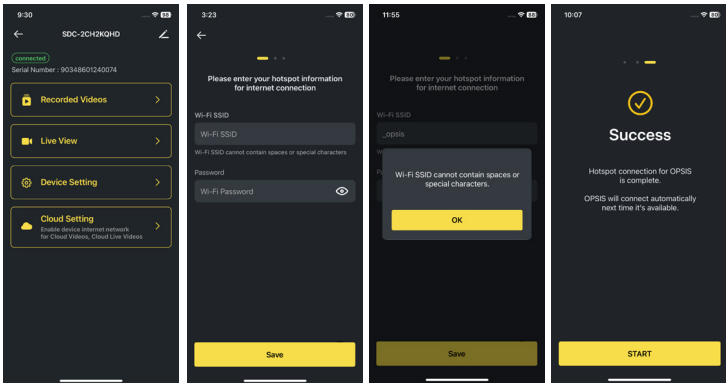 9:30
98
SDC-2CH2KQHD
connected
Serial Number : 90348601240074
Recorded Videos
Live View
Device Setting
Cloud Setting
Enable device internet network
for Cloud Videos, Cloud Live Videos
3:23
Please enter your hotspot information
for internet connection
Wi-Fi SSID
Wi-Fi SSID
Wi-Fi SSID cannot contain spaces or special characters
Password
Wi-Fi Password
Save
11:55
Please enter your hotspot information
for internet connection
Wi-Fi SSID
_opsis
Wi-Fi SSID cannot contain spaces or
special characters.
OK
Save
10:07
Success
Hotspot connection for OPSIS
is complete.
OPSIS will connect automatically
next time it's available.
START